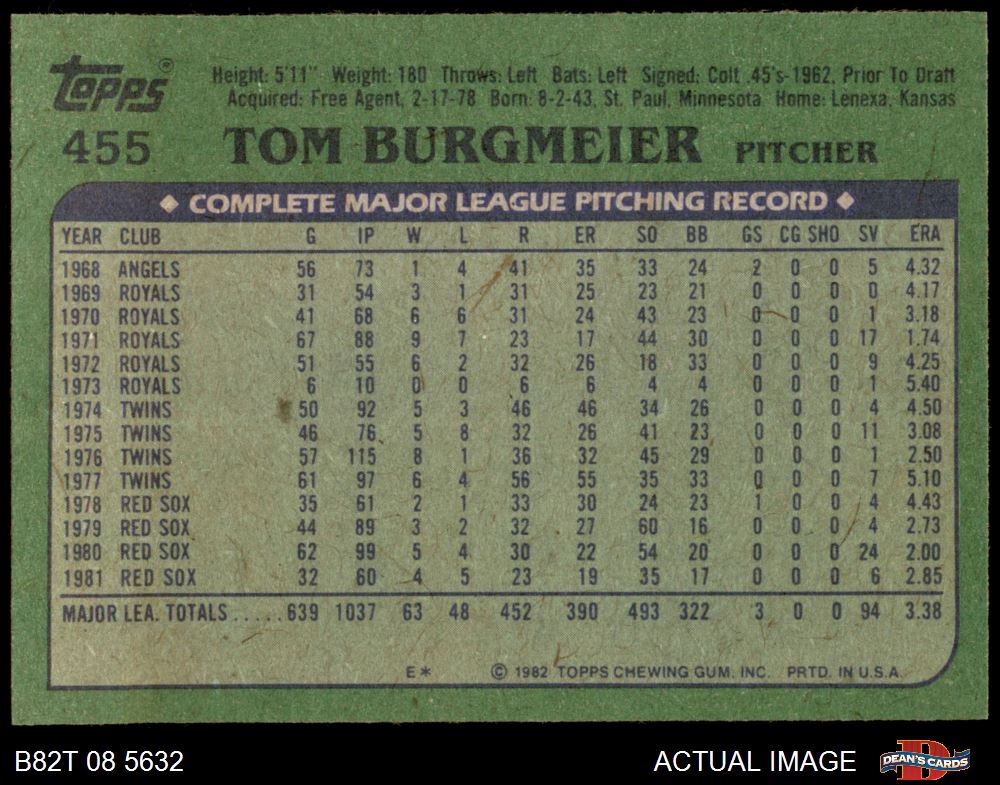 topps®
Height: 5'11" Weight: 180 Throws: Left Bats: Left Signed: Colt .45's-1962, Prior To Draft
Acquired: Free Agent, 2-17-78 Born: 8-2-43, St. Paul, Minnesota Home: Lenexa, Kansas
455 TOM BURGMEIER PITCHER
◆ COMPLETE MAJOR LEAGUE PITCHING RECORD ◆
YEAR CLUB G IP W L R ER SO BB GS CG SHO SV ERA
1968 ANGELS 56 73 1 4 41 35 33 24 2 0 0 5 4.32
1969 ROYALS 31 54 3 1 31 25 23 21 0 0 0 0 4.17
1970 ROYALS 41 68 6 6 31 24 43 23 0 0 0 1 3.18
1971 ROYALS 67 88 9 7 23 17 44 30 0 0 0 17 1.74
1972 ROYALS 51 55 6 2 32 26 18 33 0 0 0 9 4.25
1973 ROYALS 6 10 0 0 6 6 4 4 0 0 0 1 5.40
1974 TWINS 50 92 5 3 46 46 34 26 0 0 0 4 4.50
1975 TWINS 46 76 5 8 32 26 41 23 0 0 0 11 3.08
1976 TWINS 57 115 8 1 36 32 45 29 0 0 0 1 2.50
1977 TWINS 61 97 6 4 56 55 35 33 0 0 0 7 5.10
1978 RED SOX 35 61 2 1 33 30 24 23 1 0 0 4 4.43
1979 RED SOX 44 89 3 2 32 27 60 16 0 0 0 4 2.73
1980 RED SOX 62 99 5 4 30 22 54 20 0 0 0 24 2.00
1981 RED SOX 32 60 4 5 23 19 35 17 0 0 0 6 2.85
MAJOR LEA. TOTALS ..... 639 1037 63 48 452 390 493 322 3 0 0 94 3.38
E* © 1982 TOPPS CHEWING GUM, INC. PRTD. IN U.S.A.
B82T 08 5632 ACTUAL IMAGE DEAN'S CARDS